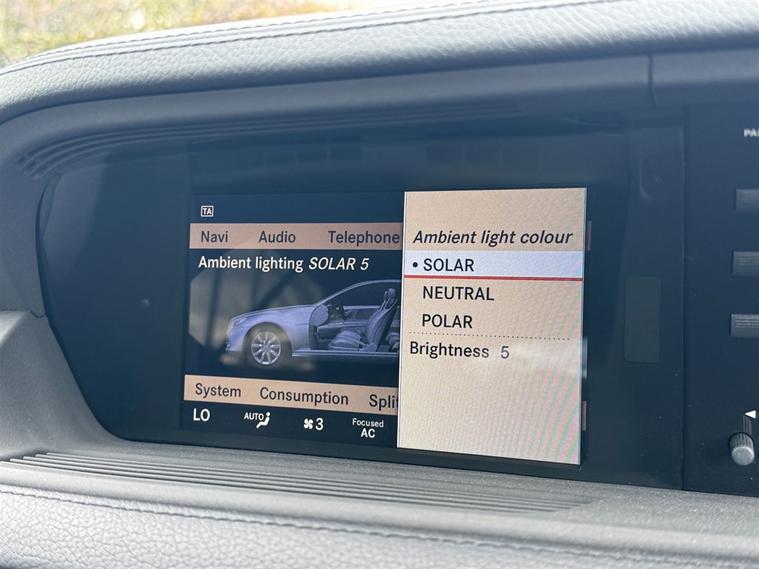 TA
Navi Audio Telephone
Ambient lighting SOLAR 5
System Consumption
LO AUTO 3 Focused AC
Ambient light colour
• SOLAR
NEUTRAL
POLAR
Brightness 5